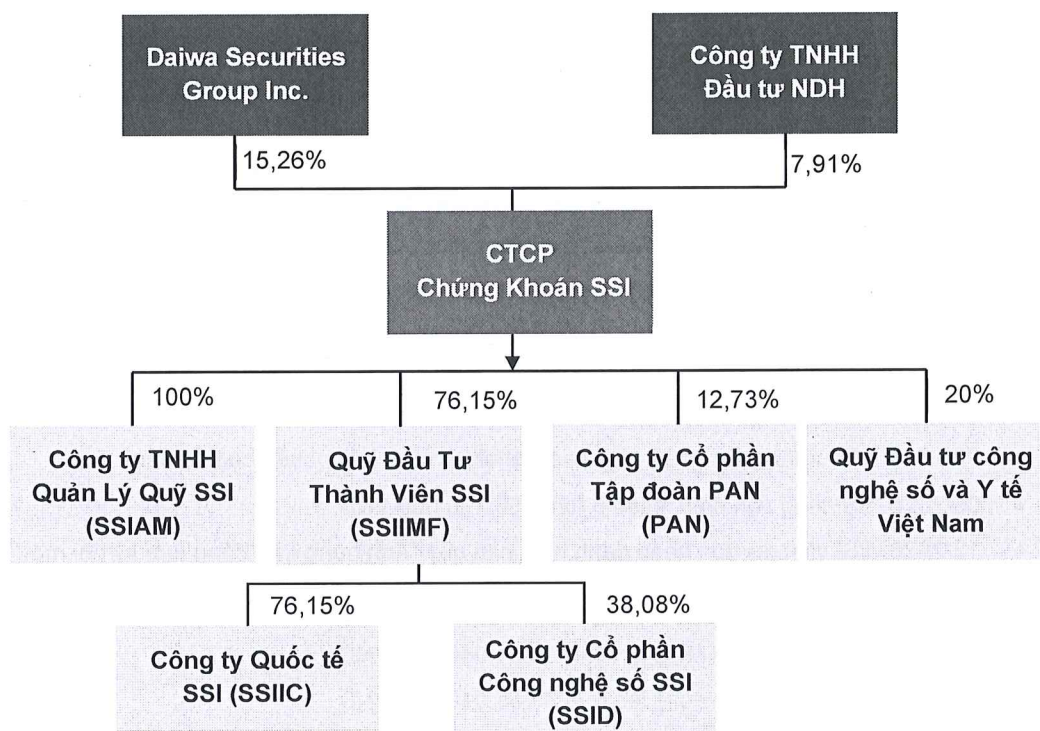 Daiwa Securities
Group Inc.
Công ty TNHH
Đầu tư NDH
15,26%
7,91%
CTCP
Chứng Khoán SSI
100%
76,15%
12,73%
20%
Công ty TNHH
Quản Lý Quỹ SSI
(SSIAM)
Quỹ Đầu Tư
Thành Viên SSI
(SSIIMF)
Công ty Cổ phần
Tập đoàn PAN
(PAN)
Quỹ Đầu tư công
nghệ số và Y tế
Việt Nam
76,15%
38,08%
Công ty Quốc tế
SSI (SSIIC)
Công ty Cổ phần
Công nghệ số SSI
(SSID)